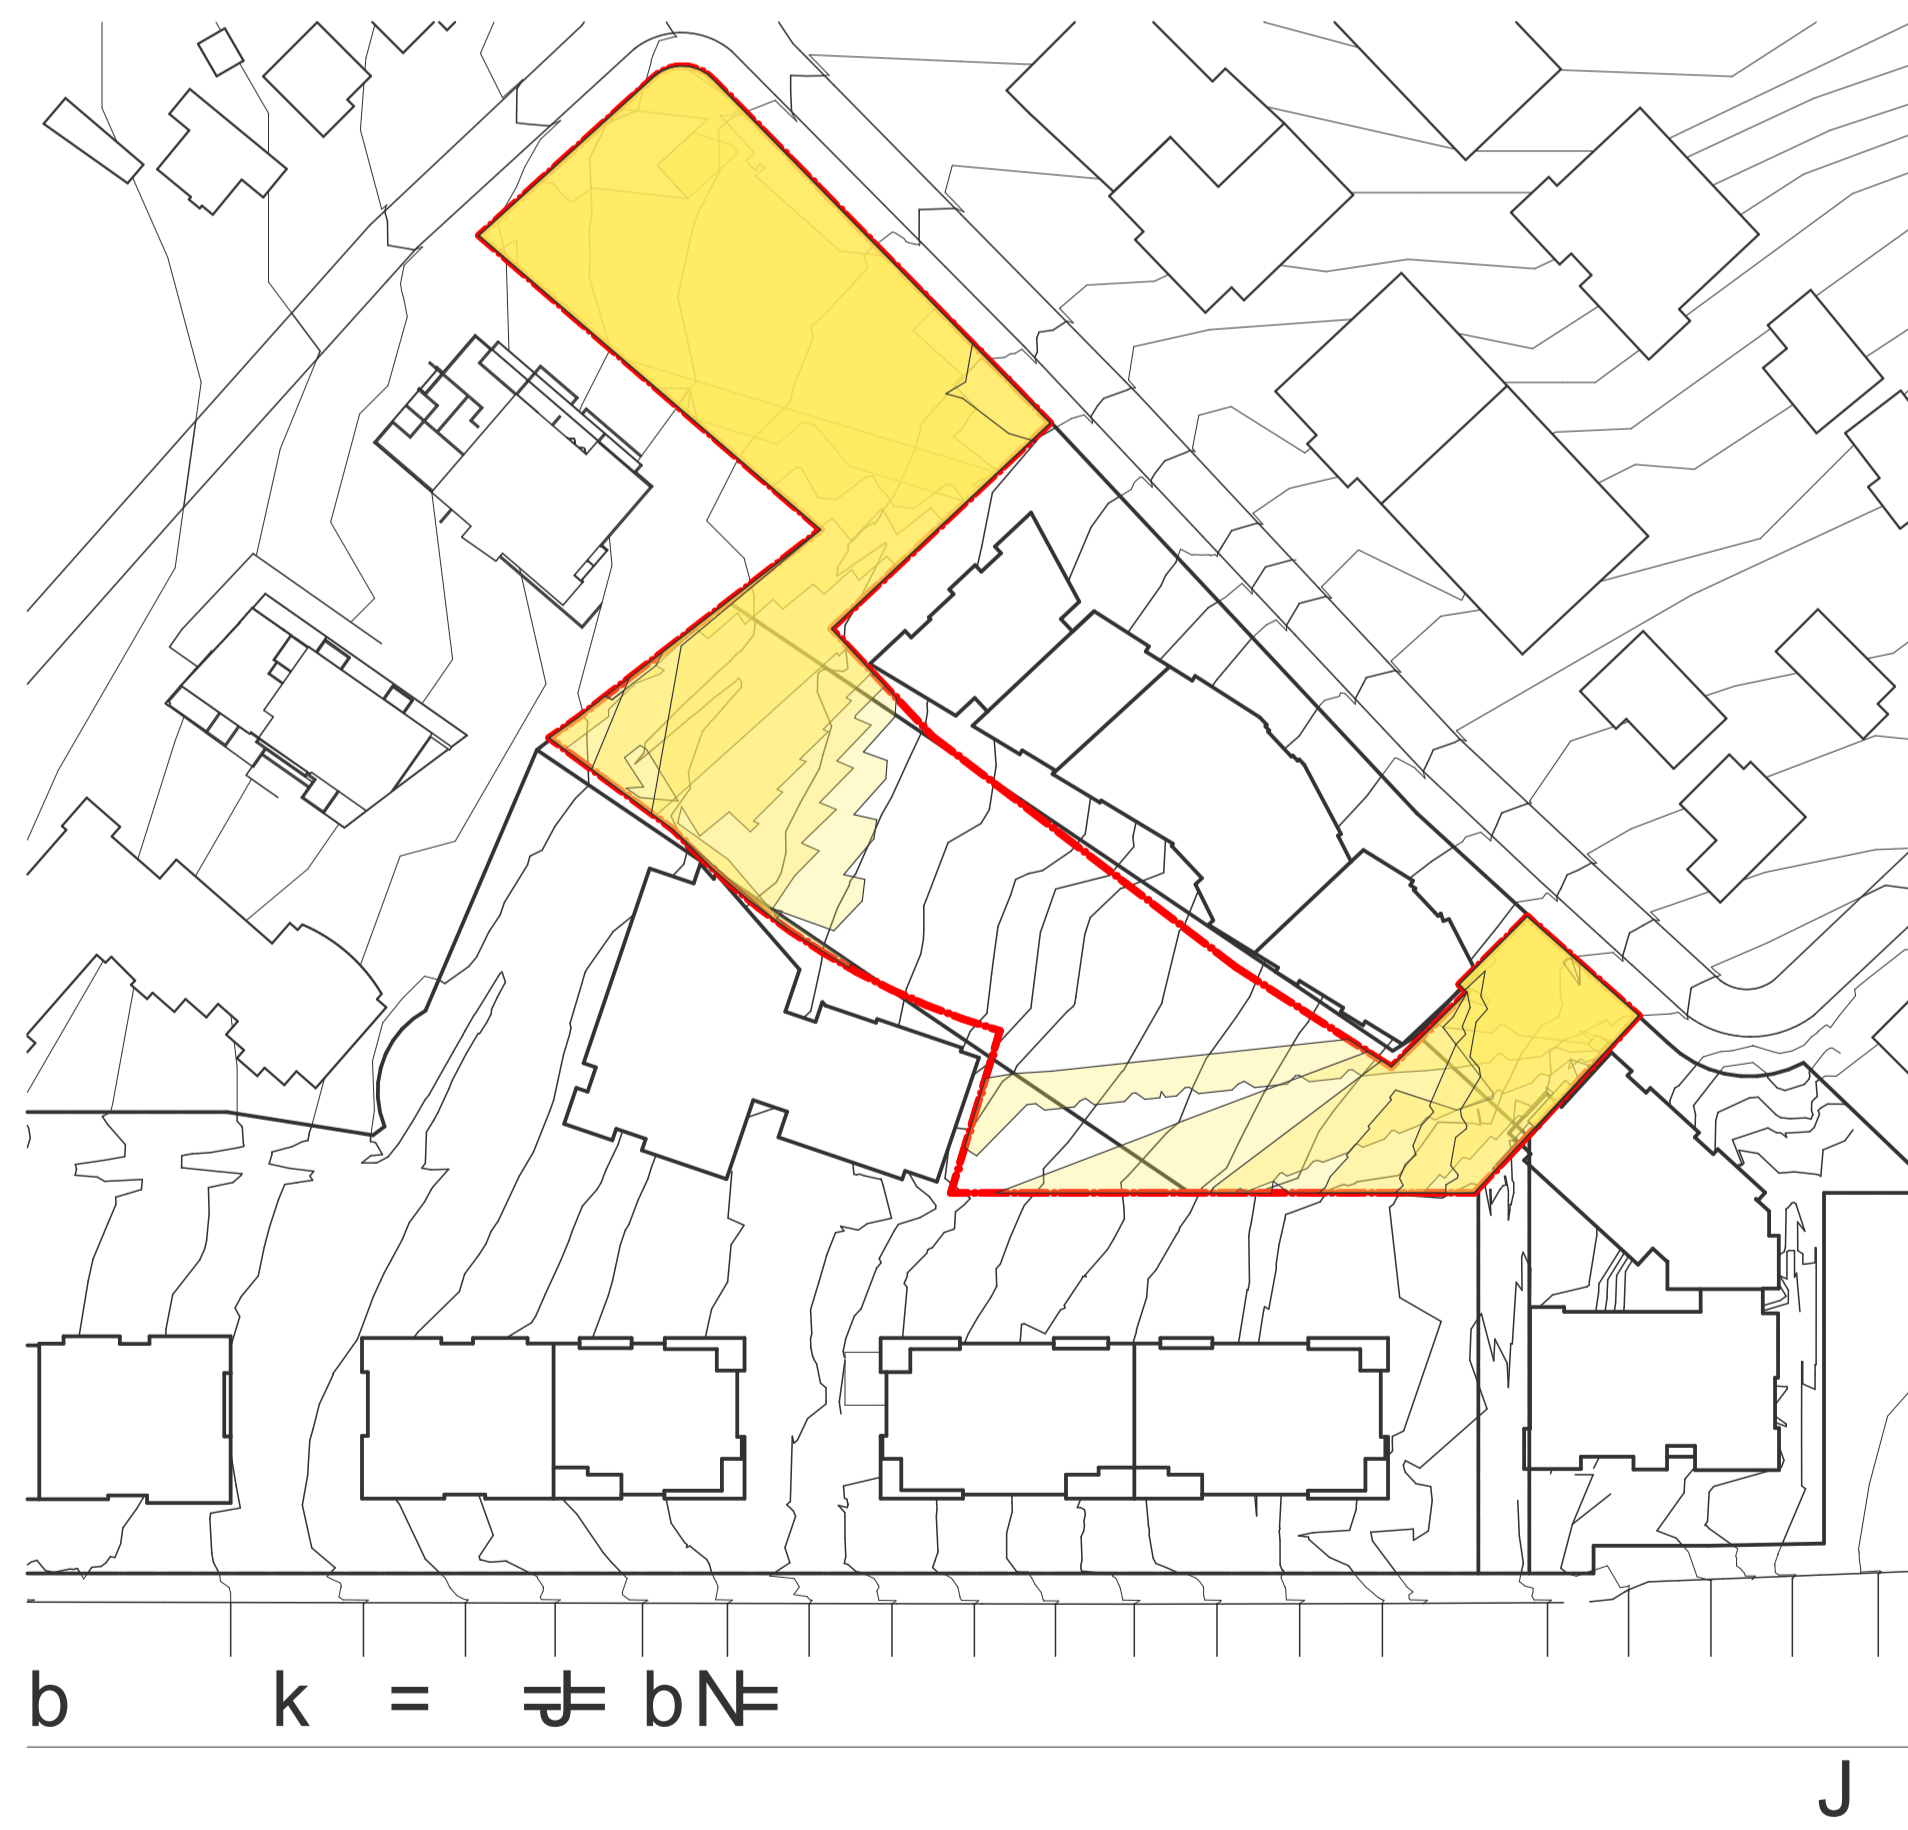 b k = =J= bN=
J